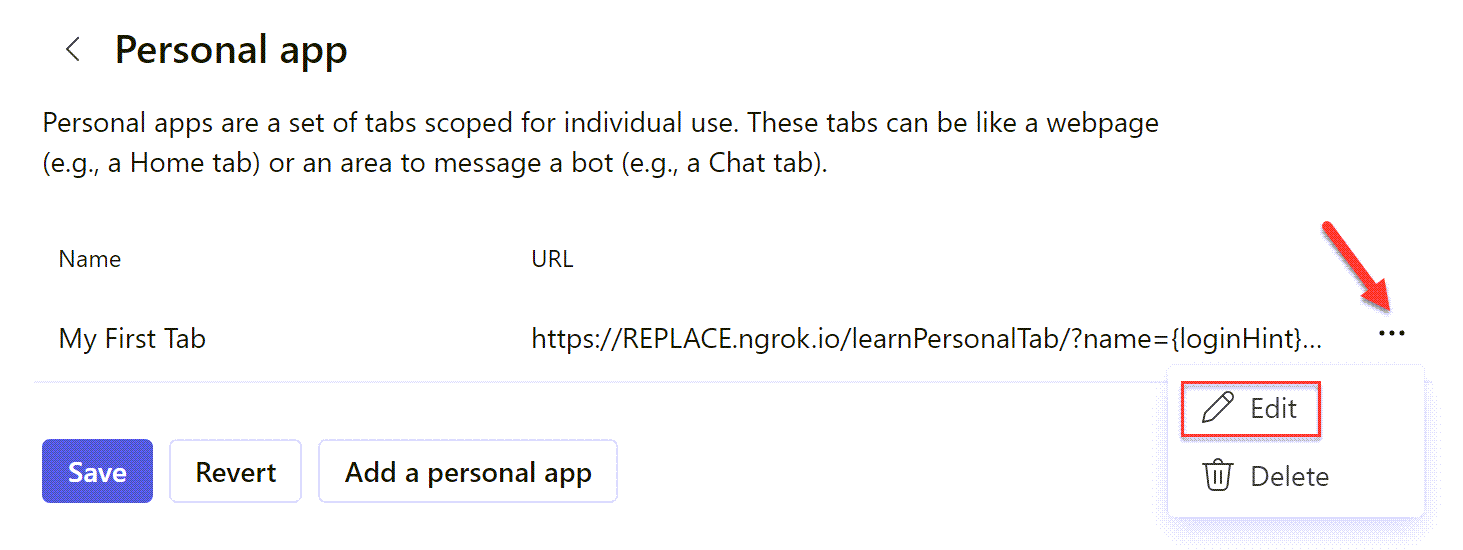 Personal app
Personal apps are a set of tabs scoped for individual use. These tabs can be like a webpage
(e.g., a Home tab) or an area to message a bot (e.g., a Chat tab).
Name URL
My First Tab https://REPLACE.ngrok.io/learnPersonalTab/?name={loginHint}...
Edit
Save Revert Add a personal app
Delete